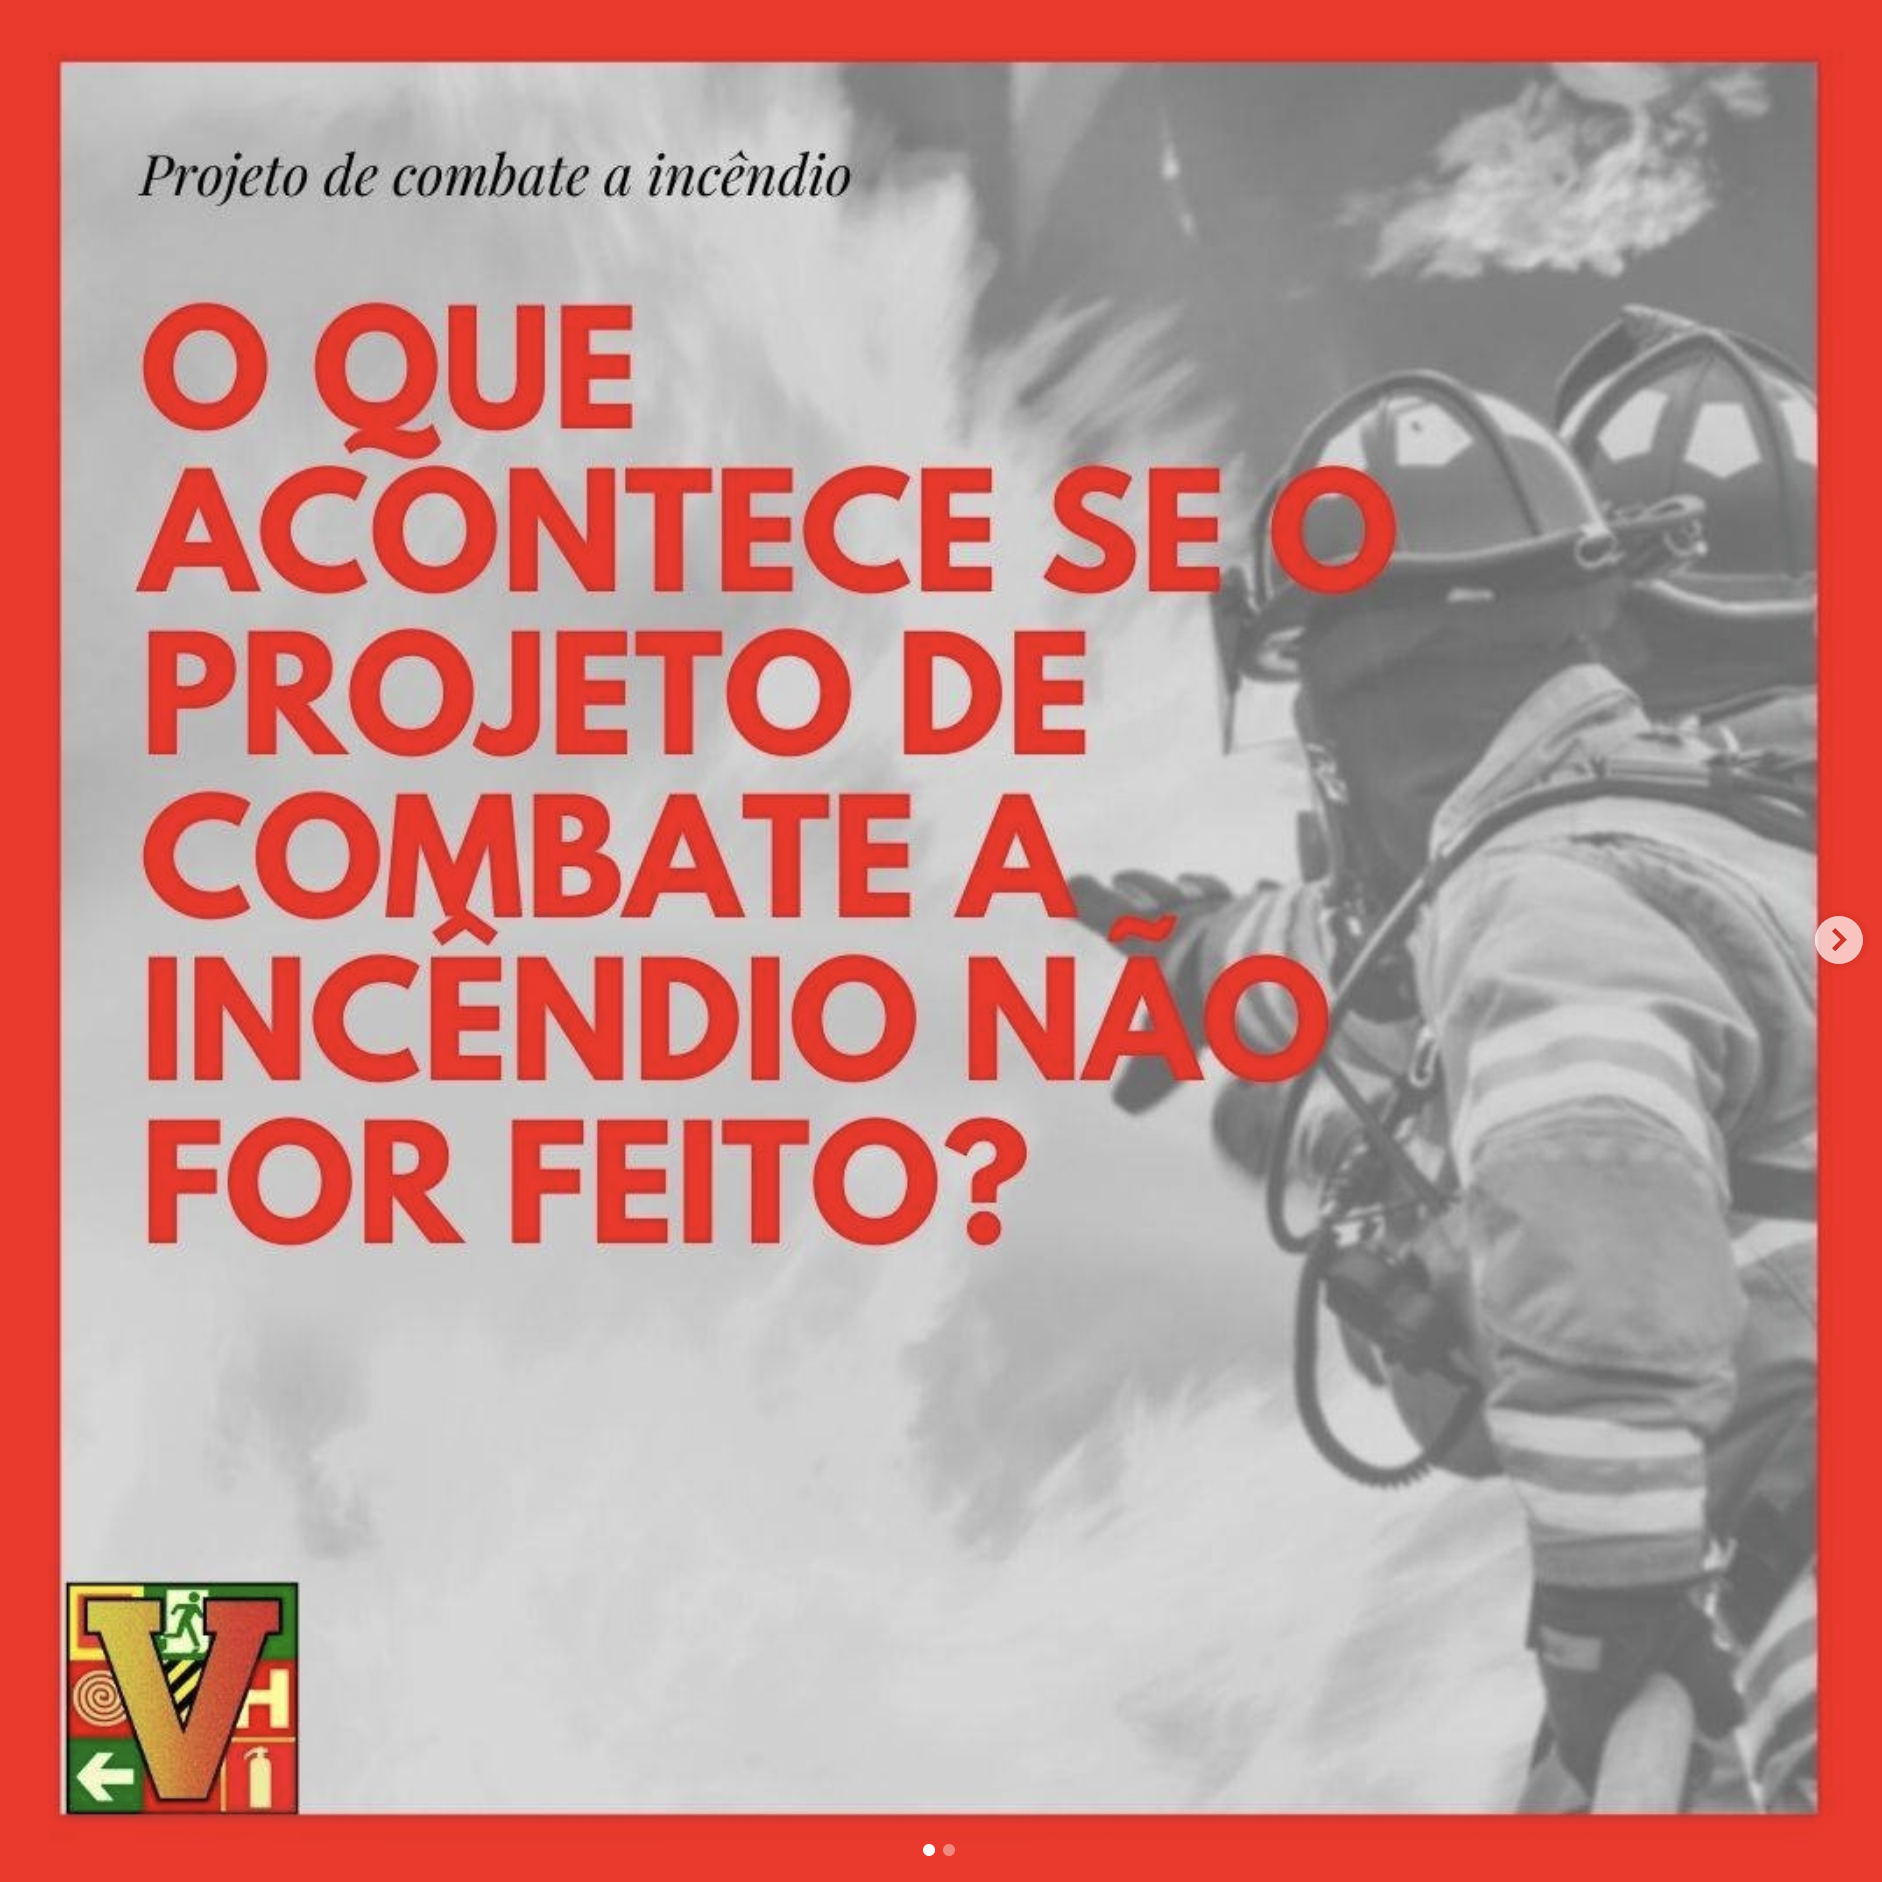 Projeto de combate a incêndio
O QUE
ACONTECE SE O
PROJETO DE
COMBATE A
INCÊNDIO NÃO
FOR FEITO?
V
H